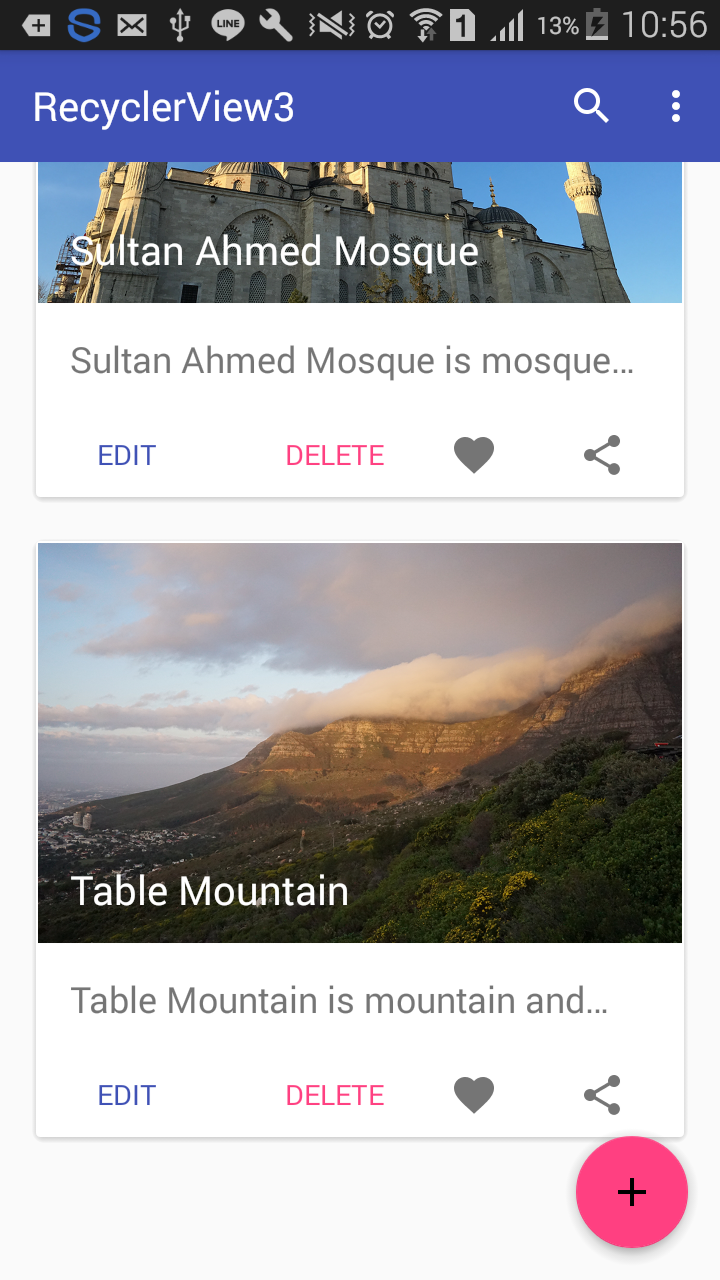 LINE 1 13% 10:56
RecyclerView3
Sultan Ahmed Mosque
Sultan Ahmed Mosque is mosque…
EDIT DELETE
Table Mountain
Table Mountain is mountain and…
EDIT DELETE